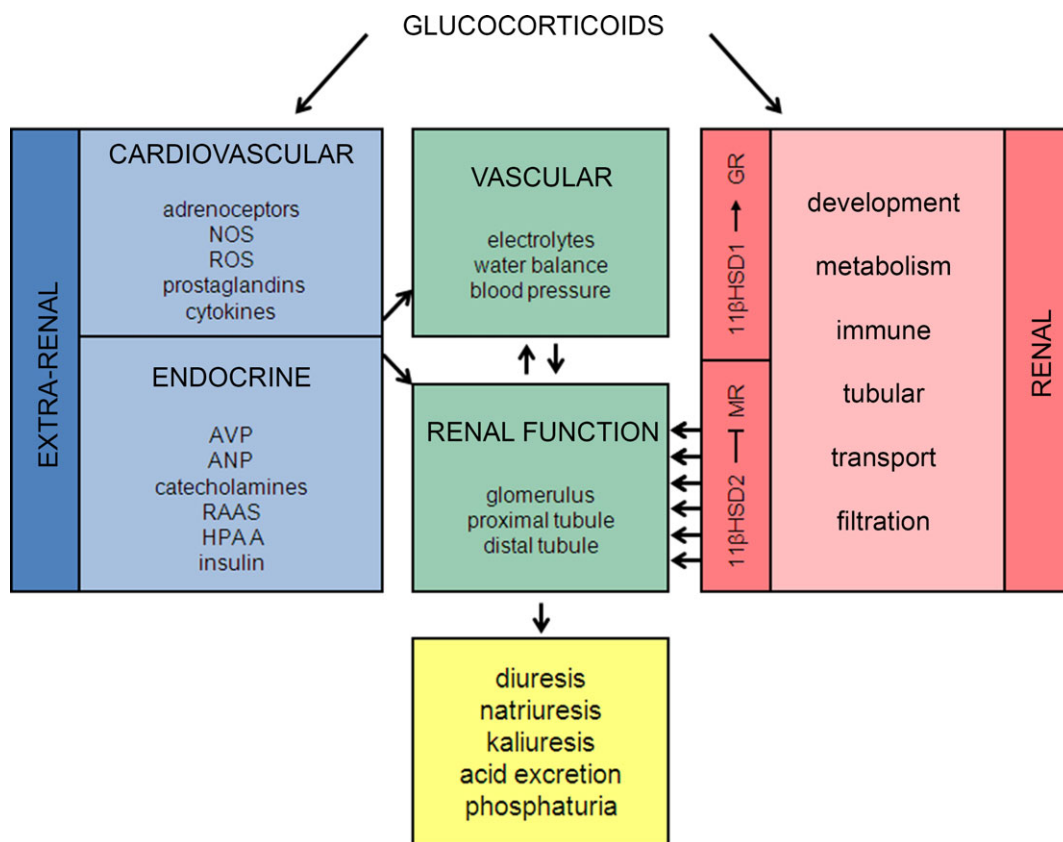 GLUCOCORTICOIDS
EXTRA-RENAL
CARDIOVASCULAR
adrenoceptors
NOS
ROS
prostaglandins
cytokines
ENDOCRINE
AVP
ANP
catecholamines
RAAS
HPA A
insulin
VASCULAR
electrolytes
water balance
blood pressure
RENAL FUNCTION
glomerulus
proximal tubule
distal tubule
diuresis
natriuresis
kaliuresis
acid excretion
phosphaturia
11βHSD1 GR
11βHSD2 MR
development
metabolism
immune
tubular
transport
filtration
RENAL